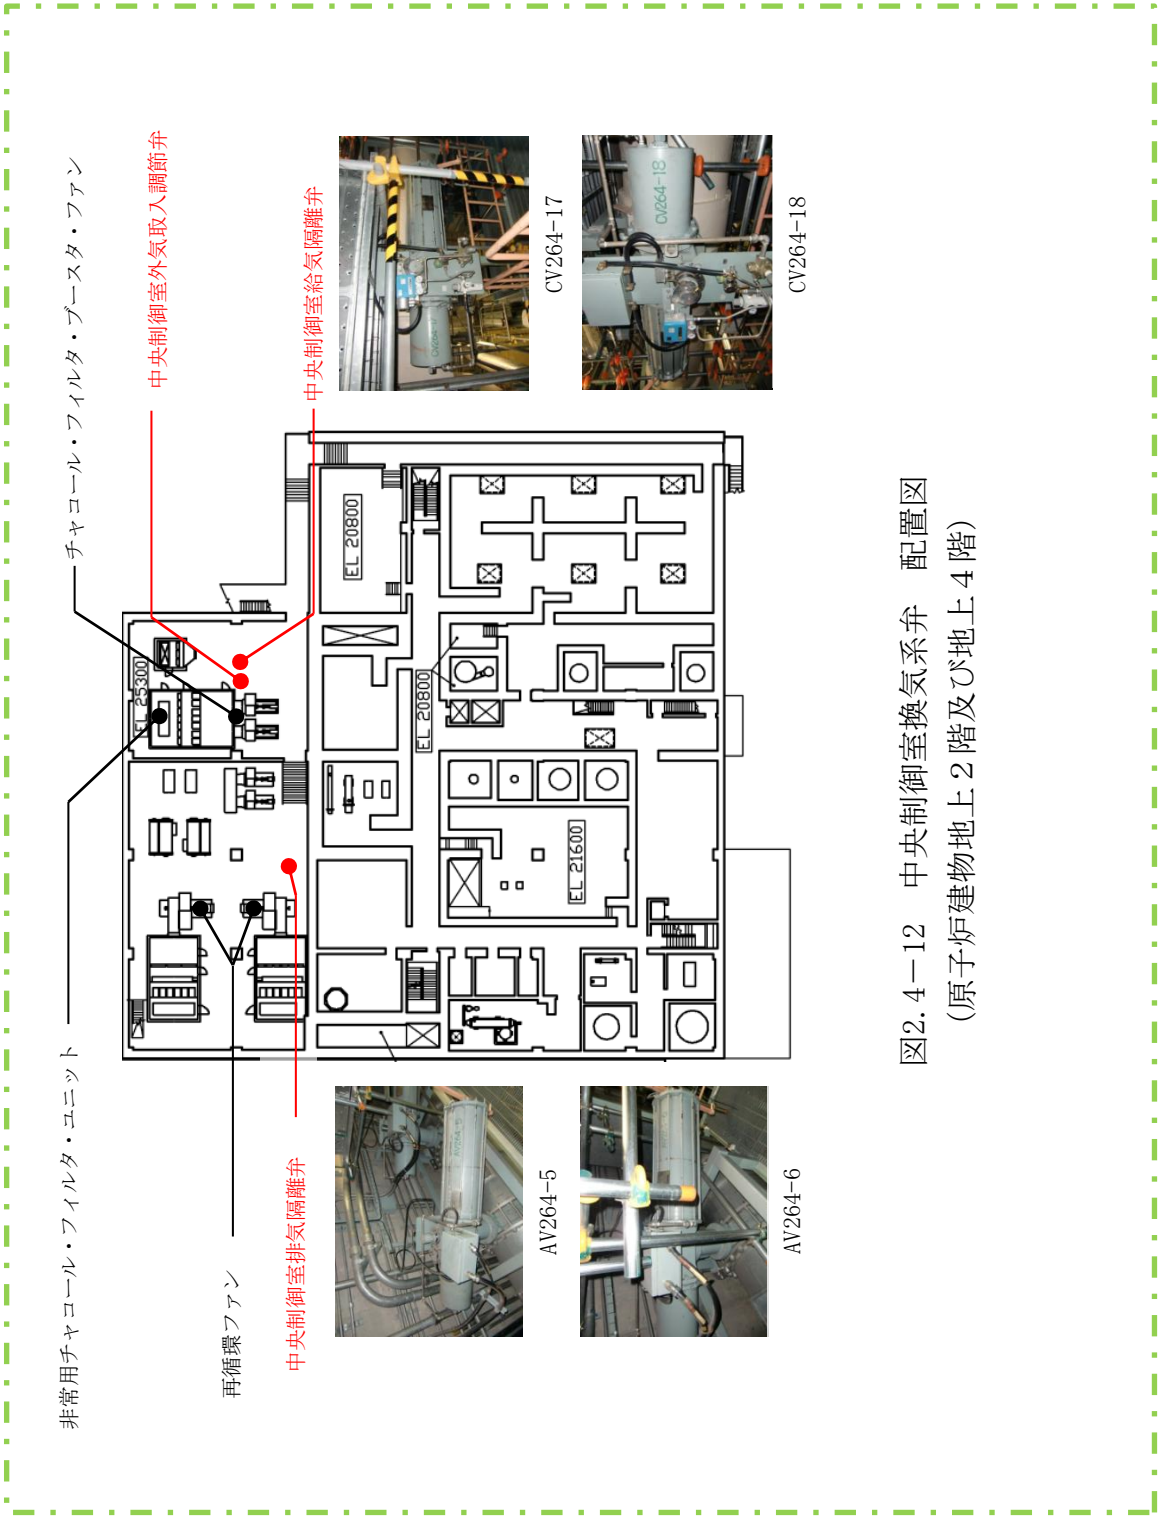 非常用チャコール・フィルタ・ユニット
チャコール・フィルタ・ブースタ・ファン
中央制御室外気取入調節弁
再循環ファン
中央制御室排気隔離弁
中央制御室給気隔離弁
EL 25300
EL 20800
EL 20800
EL 21600
AV264-5
AV264-5
CV264-17
CV264-17
AV264-6
CV264-18
CV264-18
図2.4－12　中央制御室換気系弁　配置図
(原子炉建物地上２階及び地上４階)